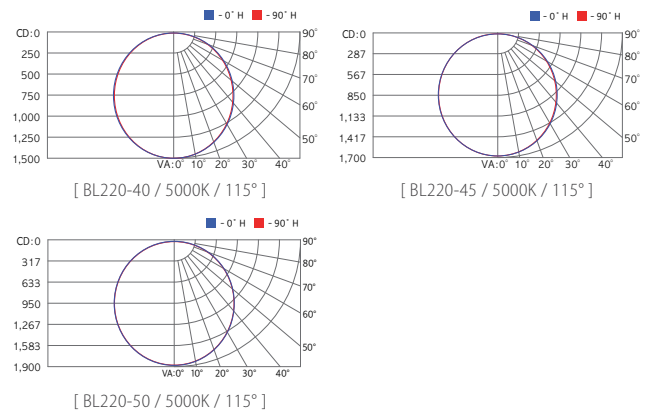 - 0˚ H - 90˚ H
CD:0
250
500
750
1,000
1,250
1,500
90˚
80˚
70˚
60˚
50˚
VA:0° 10° 20° 30° 40°
[ BL220-40 / 5000K / 115° ]
- 0˚ H - 90˚ H
CD:0
287
567
850
1,133
1,417
1,700
90˚
80˚
70˚
60˚
50˚
VA:0° 10° 20° 30° 40°
[ BL220-45 / 5000K / 115° ]
- 0˚ H - 90˚ H
CD:0
317
633
950
1,267
1,583
1,900
90°
80°
70°
60°
50°
VA:0° 10° 20° 30° 40°
[ BL220-50 / 5000K / 115° ]